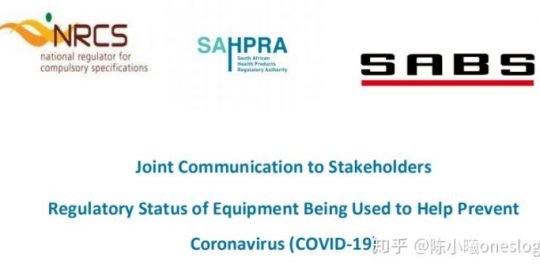 NRCS
national regulator for
compulsory specifications
SAHPRA
South African
Health Products
Regulatory Authority
SABS
Joint Communication to Stakeholders
Regulatory Status of Equipment Being Used to Help Prevent
Coronavirus (COVID-19)
知乎 @陈小曦oneslog